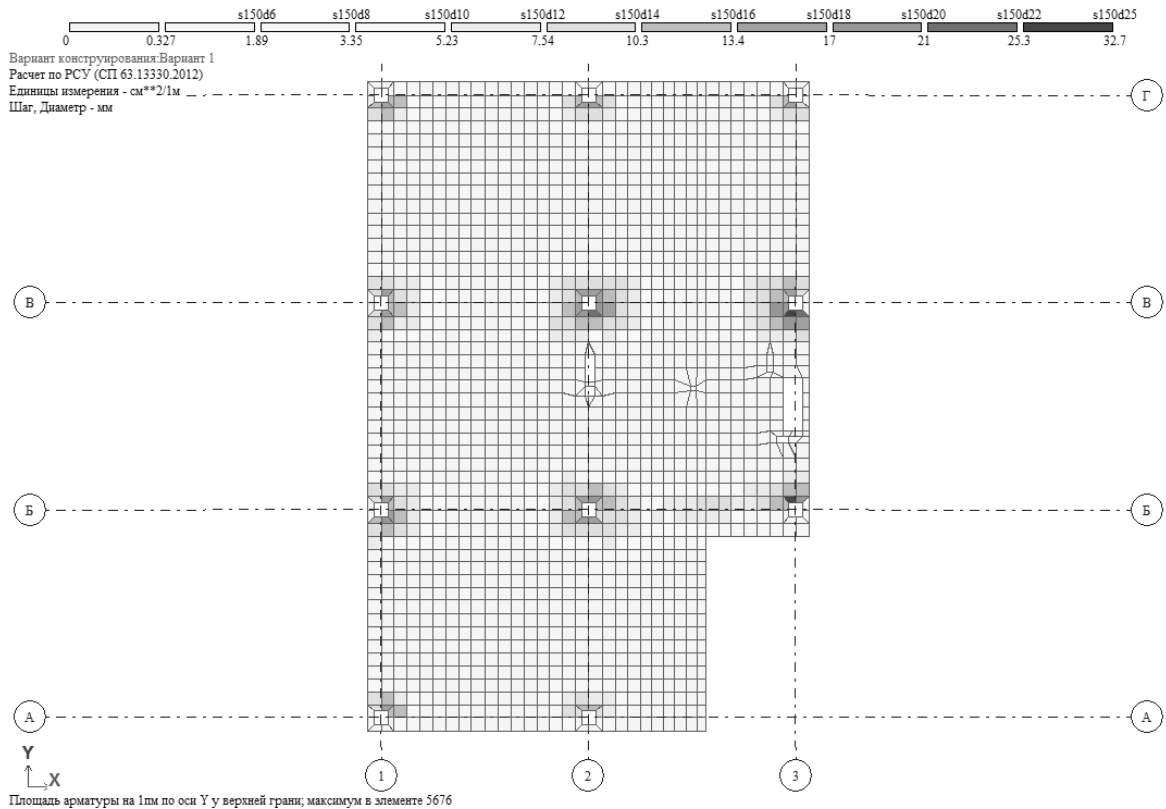 s150d6 s150d8 s150d10 s150d12 s150d14 s150d16 s150d18 s150d20 s150d22 s150d25
0 0.327 1.89 3.35 5.23 7.54 10.3 13.4 17 21 25.3 32.7
Вариант конструирования:Вариант 1
Расчет по РСУ (СП 63.13330.2012)
Единицы измерения - см**2/1м
Шаг, Диаметр - мм
Г Г
В В
Б Б
А А
Y
X
1 2 3
Площадь арматуры на 1пм по оси Y у верхней грани; максимум в элементе 5676